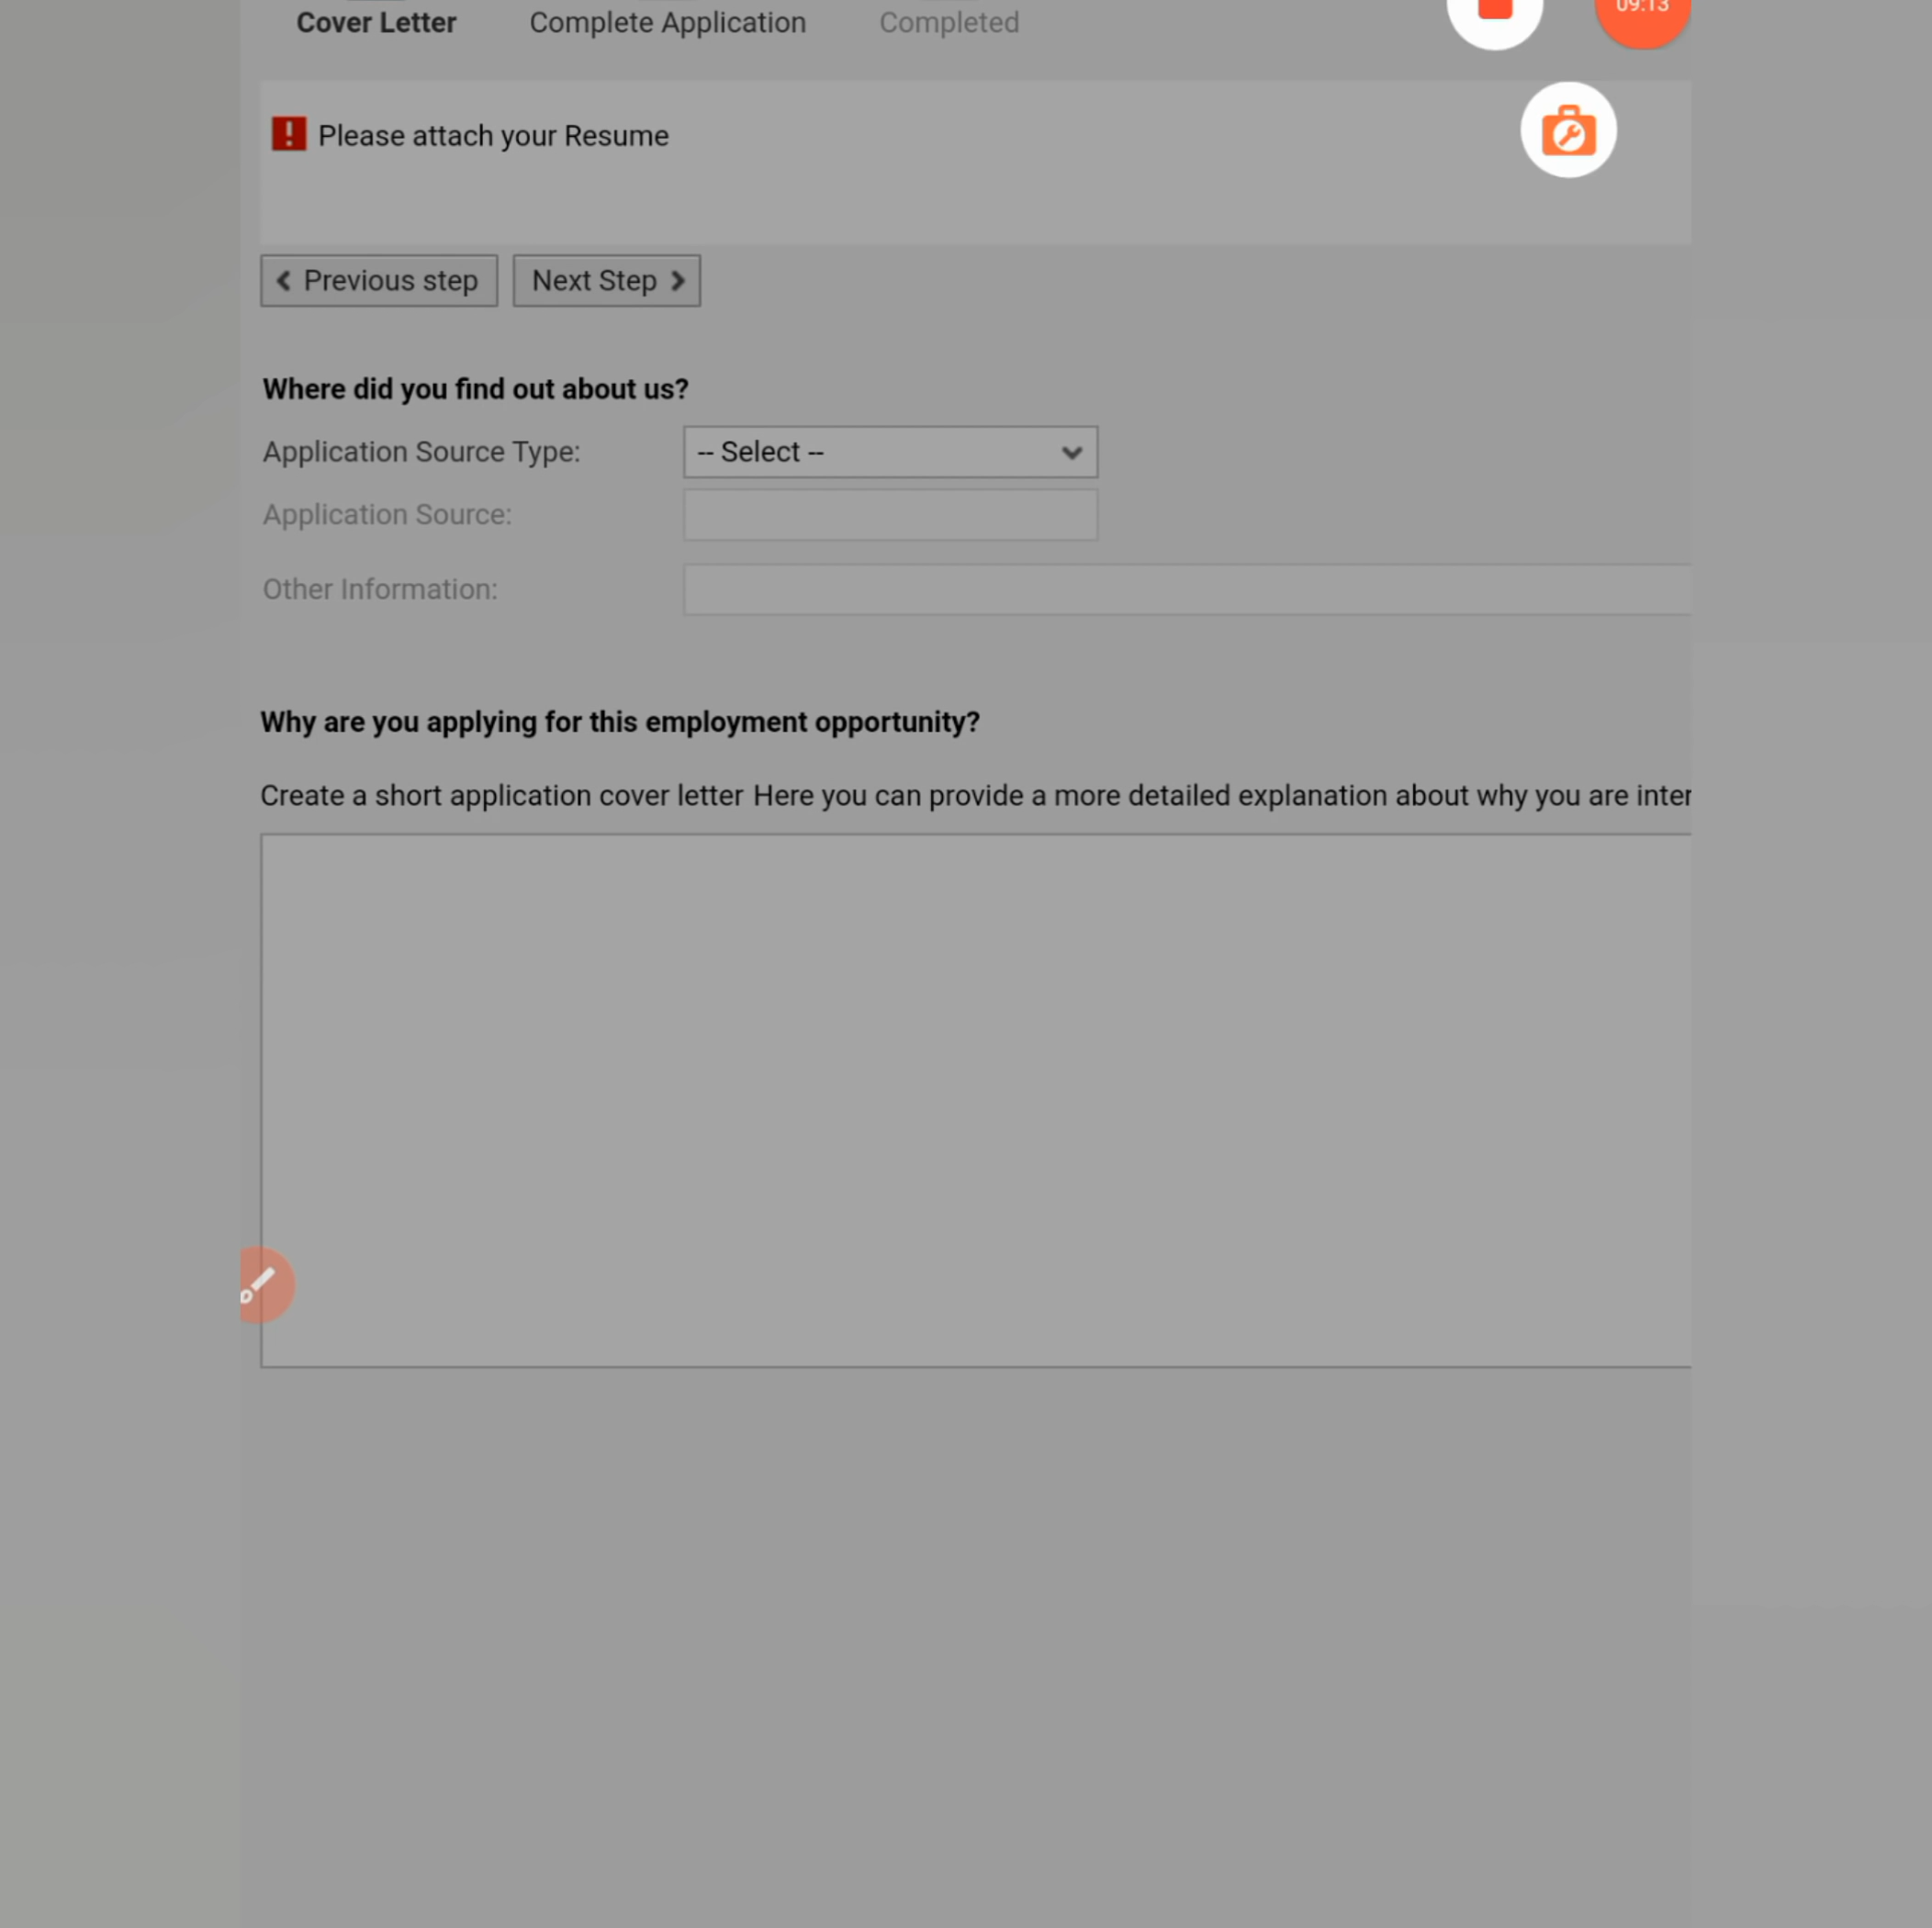 Cover Letter Complete Application Completed
09:13
Please attach your Resume
Previous step Next Step
Where did you find out about us?
Application Source Type: -- Select --
Application Source:
Other Information:
Why are you applying for this employment opportunity?
Create a short application cover letter Here you can provide a more detailed explanation about why you are inter